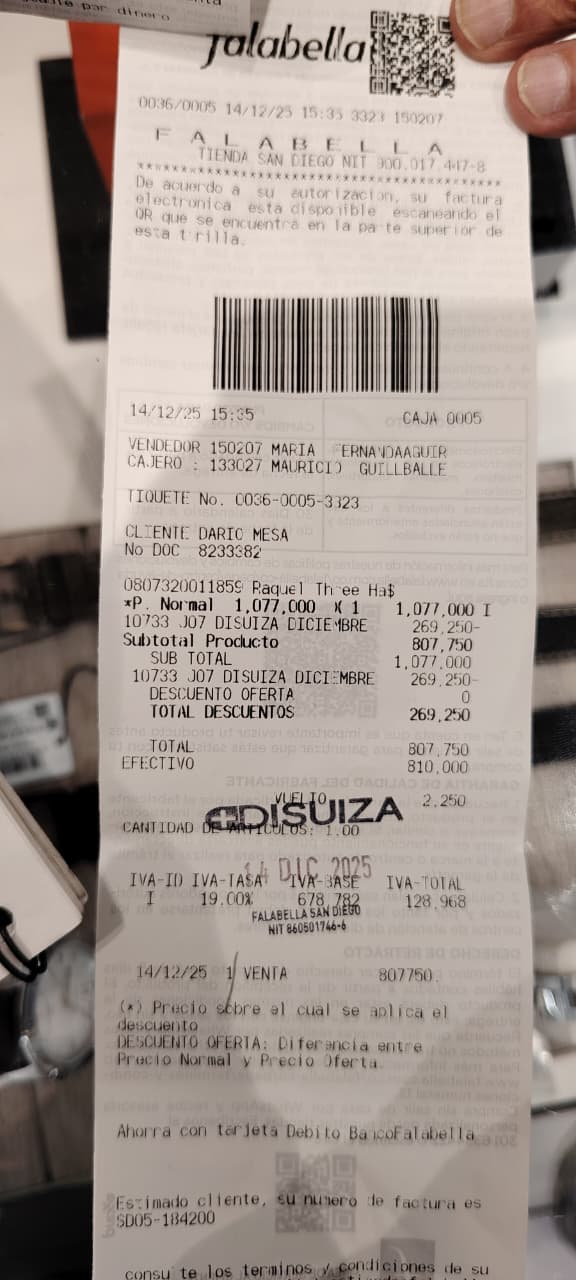 por dinero
falabella
0036/0005 14/12/25 15:35 3323 150207
F A L A B E L L A
TIENDA SAN DIEGO NIT 900.017.447-8
****************************************
De acuerdo a su autorizacion, su factura
electronica esta disponible escaneando el
QR que se encuentra en la parte superior de
esta tirilla.
14/12/25 15:35 CAJA 0005
VENDEDOR 150207 MARIA FERNANDAAGUIR
CAJERO : 133027 MAURICIO GUILLBALLE
TIQUETE No. 0036-0005-3323
CLIENTE DARIO MESA
No DOC 8233382
0807320011859 Raquel Three Ha$
*P. Normal 1,077,000 X 1 1,077,000 I
10733 J07 DISUIZA DICIEMBRE 269,250-
Subtotal Producto 807,750
SUB TOTAL 1,077,000
10733 J07 DISUIZA DICIEMBRE 269,250-
DESCUENTO OFERTA 0
TOTAL DESCUENTOS 269,250
TOTAL 807,750
EFECTIVO 810,000
VUELTO 2,250
DISUIZA
CANTIDAD DE ARTICULOS: 1.00
14 DIC 2025
IVA-ID IVA-TASA IVA-BASE IVA-TOTAL
I 19.00% 678,782 128,968
FALABELLA SAN DIEGO
NIT 860501746-6
14/12/25 1 VENTA 807750
(*) Precio sobre el cual se aplica el
descuento
DESCUENTO OFERTA: Diferencia entre
Precio Normal y Precio Oferta.
Ahorra con tarjeta Debito BancoFalabella
Estimado cliente, su numero de factura es
SD05-184200
consulte los terminos y condiciones de su